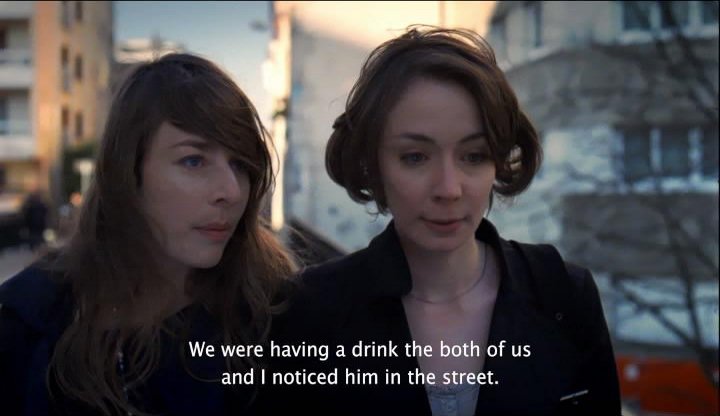 We were having a drink the both of us
and I noticed him in the street.